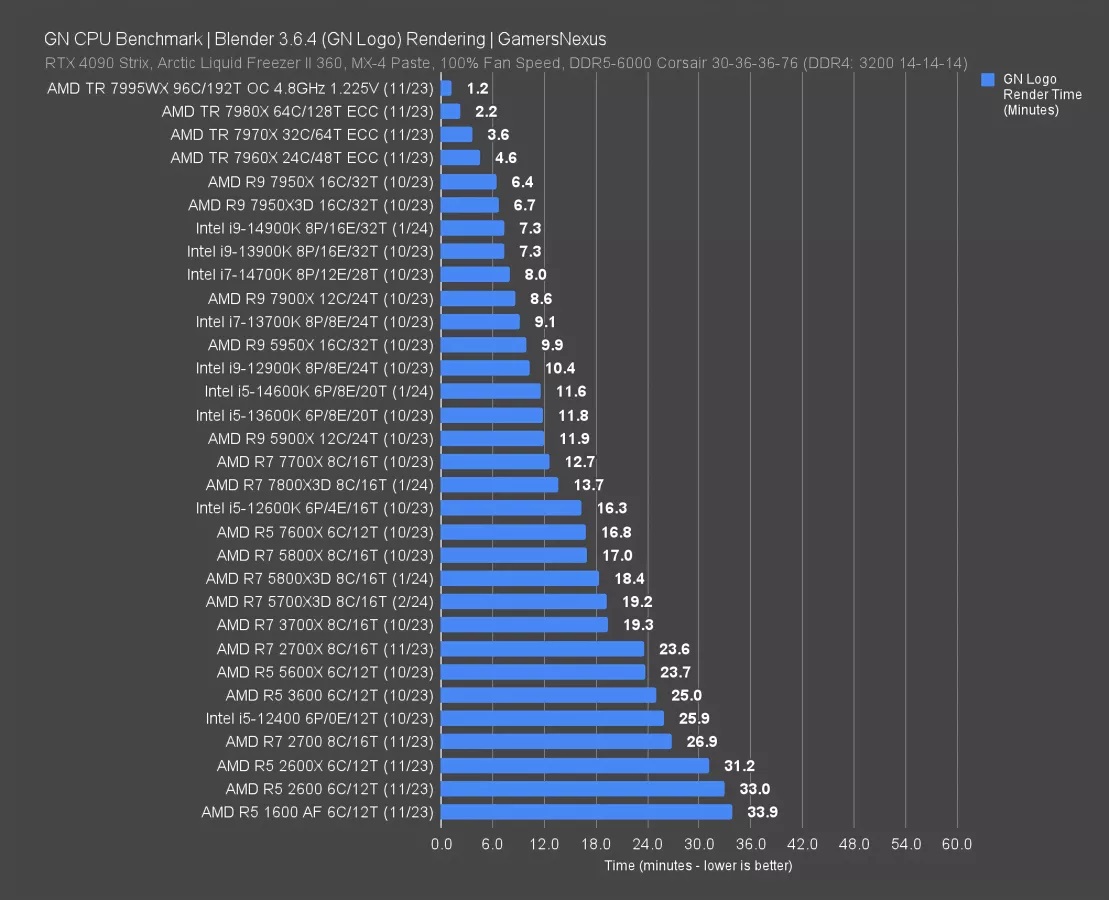 GN CPU Benchmark | Blender 3.6.4 (GN Logo) Rendering | GamersNexus
RTX 4090 Strix, Arctic Liquid Freezer II 360, MX-4 Paste, 100% Fan Speed, DDR5-6000 Corsair 30-36-36-76 (DDR4: 3200 14-14-14)
GN Logo
Render Time
(Minutes)
AMD TR 7995WX 96C/192T OC 4.8GHz 1.225V (11/23) 1.2
AMD TR 7980X 64C/128T ECC (11/23) 2.2
AMD TR 7970X 32C/64T ECC (11/23) 3.6
AMD TR 7960X 24C/48T ECC (11/23) 4.6
AMD R9 7950X 16C/32T (10/23) 6.4
AMD R9 7950X3D 16C/32T (10/23) 6.7
Intel i9-14900K 8P/16E/32T (1/24) 7.3
Intel i9-13900K 8P/16E/32T (10/23) 7.3
Intel i7-14700K 8P/12E/28T (10/23) 8.0
AMD R9 7900X 12C/24T (10/23) 8.6
Intel i7-13700K 8P/8E/24T (10/23) 9.1
AMD R9 5950X 16C/32T (10/23) 9.9
Intel i9-12900K 8P/8E/24T (10/23) 10.4
Intel i5-14600K 6P/8E/20T (1/24) 11.6
Intel i5-13600K 6P/8E/20T (10/23) 11.8
AMD R9 5900X 12C/24T (10/23) 11.9
AMD R7 7700X 8C/16T (10/23) 12.7
AMD R7 7800X3D 8C/16T (1/24) 13.7
Intel i5-12600K 6P/4E/16T (10/23) 16.3
AMD R5 7600X 6C/12T (10/23) 16.8
AMD R7 5800X 8C/16T (10/23) 17.0
AMD R7 5800X3D 8C/16T (1/24) 18.4
AMD R7 5700X3D 8C/16T (2/24) 19.2
AMD R7 3700X 8C/16T (10/23) 19.3
AMD R7 2700X 8C/16T (11/23) 23.6
AMD R5 5600X 6C/12T (10/23) 23.7
AMD R5 3600 6C/12T (10/23) 25.0
Intel i5-12400 6P/0E/12T (10/23) 25.9
AMD R7 2700 8C/16T (11/23) 26.9
AMD R5 2600X 6C/12T (11/23) 31.2
AMD R5 2600 6C/12T (11/23) 33.0
AMD R5 1600 AF 6C/12T (11/23) 33.9
0.0 6.0 12.0 18.0 24.0 30.0 36.0 42.0 48.0 54.0 60.0
Time (minutes - lower is better)